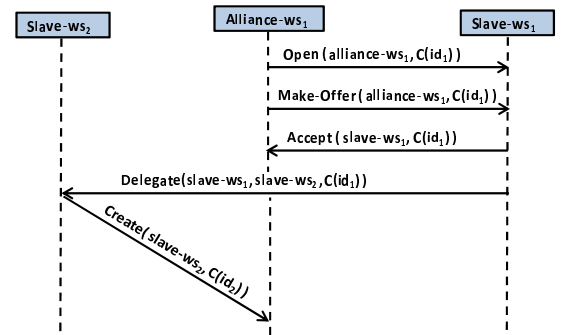 Slave-ws₂
Alliance-ws₁
Slave-ws₁
Open (alliance-ws₁, C(id₁))
Make-Offer (alliance-ws₁, C(id₁))
Accept (slave-ws₁, C(id₁))
Delegate(slave-ws₁, slave-ws₂, C(id₁))
Create(slave-ws₂, C(id₂))